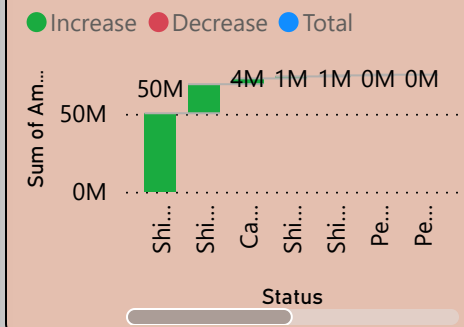 Increase Decrease Total
Sum of Am...
50M
0M
50M 4M 1M 1M 0M 0M
Shi...
Shi...
Ca...
Shi...
Shi...
Pe...
Pe...
Status